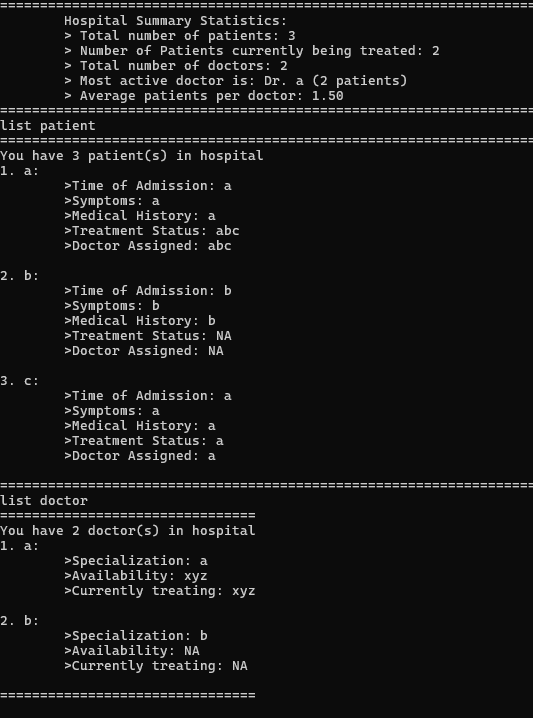 ===================================================================
Hospital Summary Statistics:
> Total number of patients: 3
> Number of Patients currently being treated: 2
> Total number of doctors: 2
> Most active doctor is: Dr. a (2 patients)
> Average patients per doctor: 1.50
===================================================================
list patient
===================================================================
You have 3 patient(s) in hospital
1. a:
>Time of Admission: a
>Symptoms: a
>Medical History: a
>Treatment Status: abc
>Doctor Assigned: abc
2. b:
>Time of Admission: b
>Symptoms: b
>Medical History: b
>Treatment Status: NA
>Doctor Assigned: NA
3. c:
>Time of Admission: a
>Symptoms: a
>Medical History: a
>Treatment Status: a
>Doctor Assigned: a
===================================================================
list doctor
================================
You have 2 doctor(s) in hospital
1. a:
>Specialization: a
>Availability: xyz
>Currently treating: xyz
2. b:
>Specialization: b
>Availability: NA
>Currently treating: NA
================================